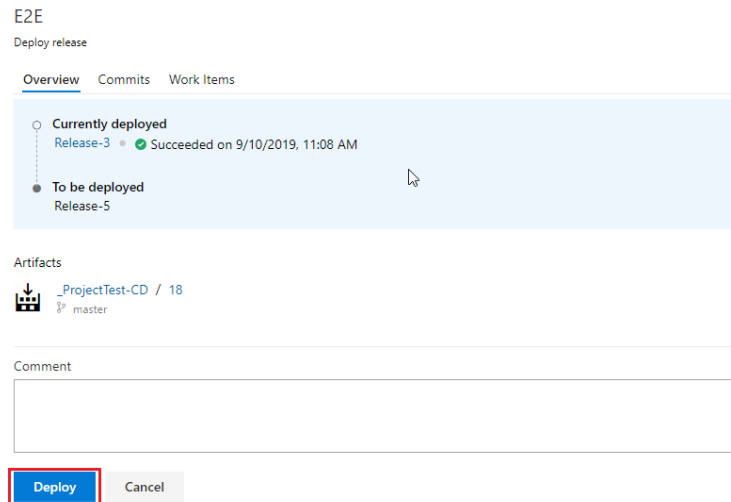 E2E
Deploy release
Overview Commits Work Items
Currently deployed
Release-3 Succeeded on 9/10/2019, 11:08 AM
To be deployed
Release-5
Artifacts
_ProjectTest-CD / 18
master
Comment
Deploy Cancel